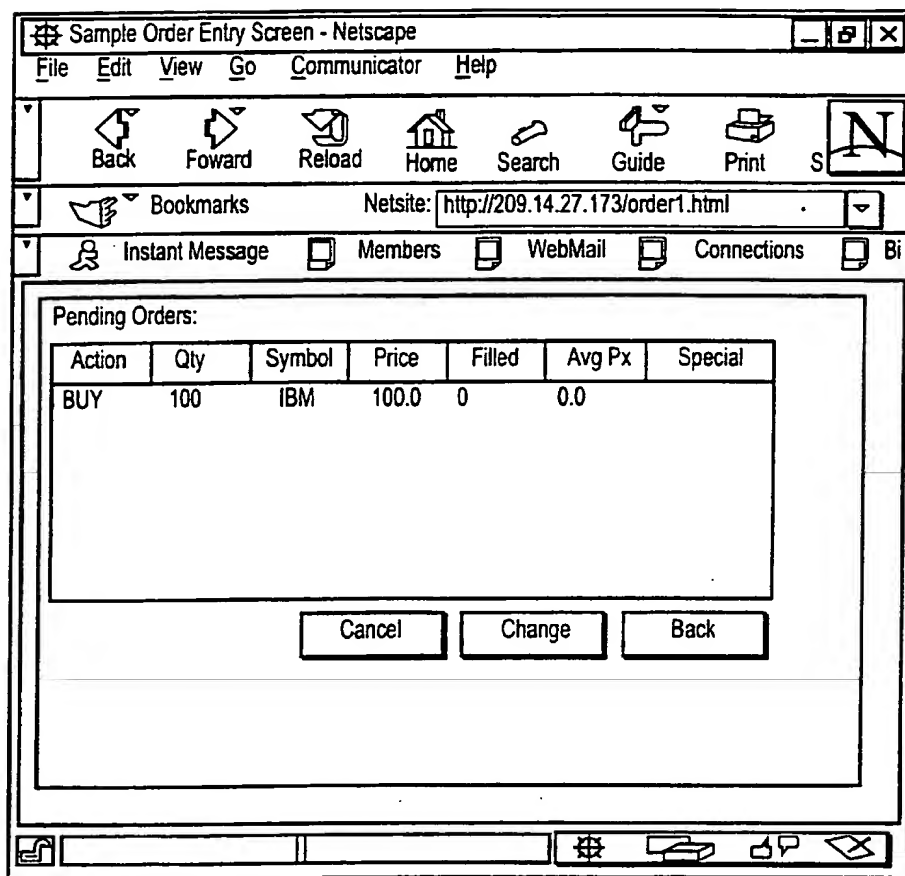 Sample Order Entry Screen - Netscape
File Edit View Go Communicator Help
Back Foward Reload Home Search Guide Print S N
Bookmarks Netsite: http://209.14.27.173/order1.html
Instant Message Members WebMail Connections Bi
Pending Orders:
Action Qty Symbol Price Filled Avg Px Special
BUY 100 IBM 100.0 0 0.0
Cancel Change Back